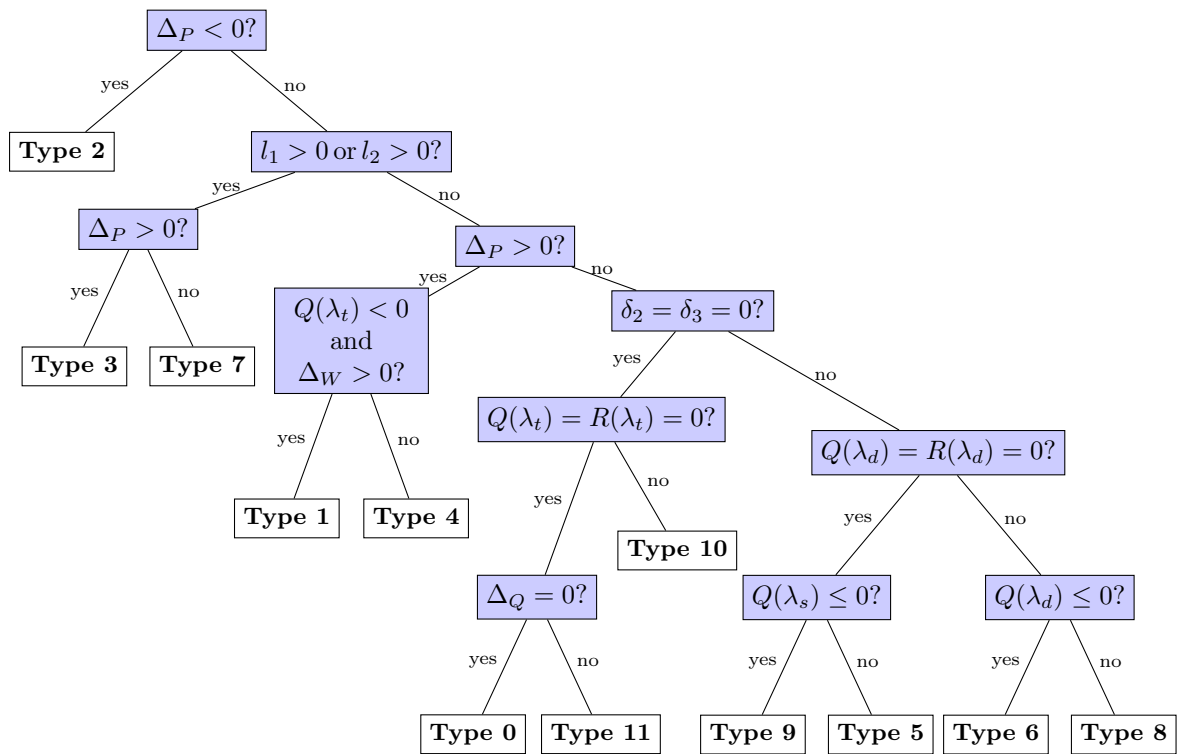 Δ_P < 0?
yes
no
Type 2
l_1 > 0 or l_2 > 0?
yes
no
Δ_P > 0?
Δ_P > 0?
yes
no
yes
no
Q(λ_t) < 0
and
Δ_W > 0?
δ_2 = δ_3 = 0?
Type 3
Type 7
yes
no
yes
no
Q(λ_t) = R(λ_t) = 0?
Q(λ_d) = R(λ_d) = 0?
Type 1
Type 4
yes
no
yes
no
Type 10
Δ_Q = 0?
Q(λ_s) ≤ 0?
Q(λ_d) ≤ 0?
yes
no
yes
no
yes
no
Type 0
Type 11
Type 9
Type 5
Type 6
Type 8